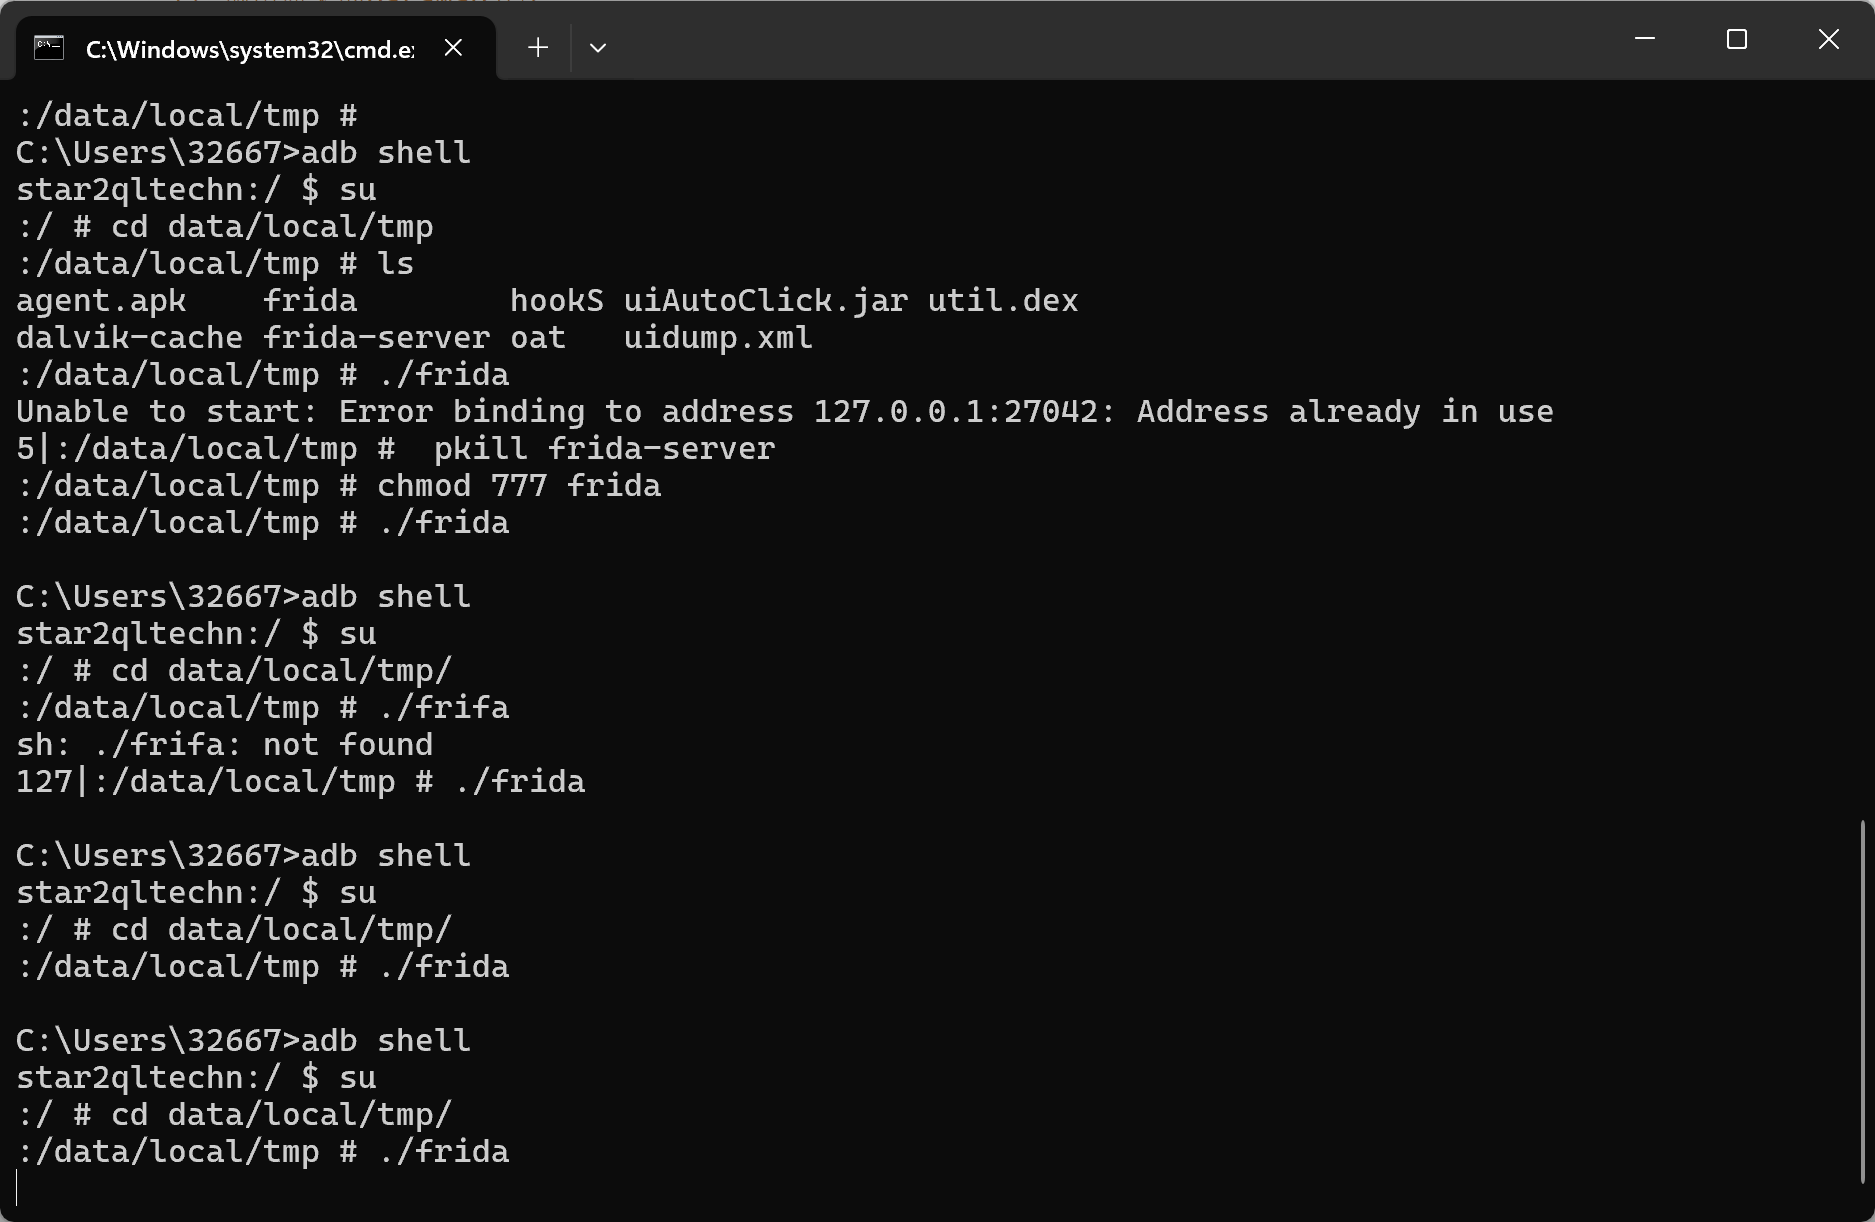 C:\Windows\system32\cmd.e
:/data/local/tmp #
C:\Users\32667>adb shell
star2qltechn:/ $ su
:/ # cd data/local/tmp
:/data/local/tmp # ls
agent.apk    frida        hookS uiAutoClick.jar util.dex
dalvik-cache frida-server oat   uidump.xml
:/data/local/tmp # ./frida
Unable to start: Error binding to address 127.0.0.1:27042: Address already in use
5|:/data/local/tmp #  pkill frida-server
:/data/local/tmp # chmod 777 frida
:/data/local/tmp # ./frida
C:\Users\32667>adb shell
star2qltechn:/ $ su
:/ # cd data/local/tmp/
:/data/local/tmp # ./frifa
sh: ./frifa: not found
127|:/data/local/tmp # ./frida
C:\Users\32667>adb shell
star2qltechn:/ $ su
:/ # cd data/local/tmp/
:/data/local/tmp # ./frida
C:\Users\32667>adb shell
star2qltechn:/ $ su
:/ # cd data/local/tmp/
:/data/local/tmp # ./frida